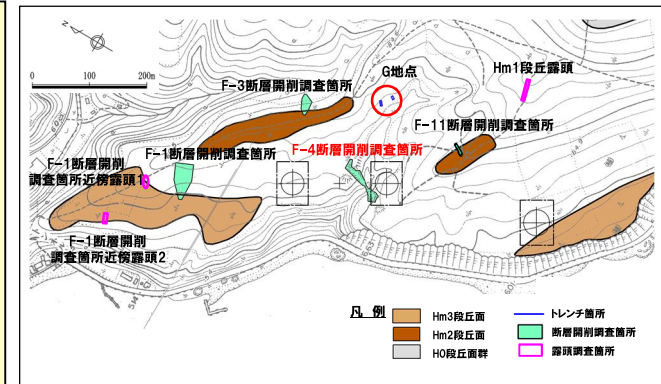 N
0 100 200m
F-3断層開削調査箇所
G地点
Hm1段丘露頭
F-1断層開削調査箇所
F-4断層開削調査箇所
F-11断層開削調査箇所
F-1断層開削
調査箇所近傍露頭1
F-1断層開削
調査箇所近傍露頭2
凡 例
Hm3段丘面
Hm2段丘面
H0段丘面群
トレンチ箇所
断層開削調査箇所
露頭調査箇所